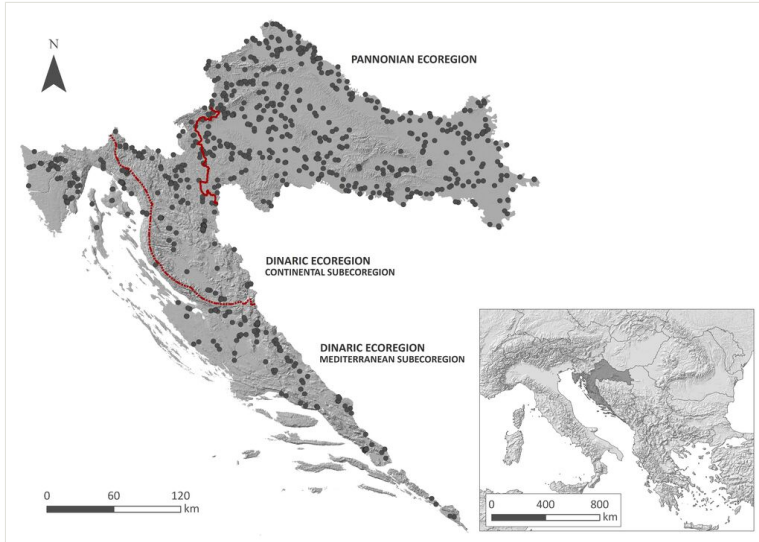 N
PANNONIAN ECOREGION
DINARIC ECOREGION
CONTINENTAL SUBECOREGION
DINARIC ECOREGION
MEDITERRANEAN SUBECOREGION
0 60 120
km
0 400 800
km